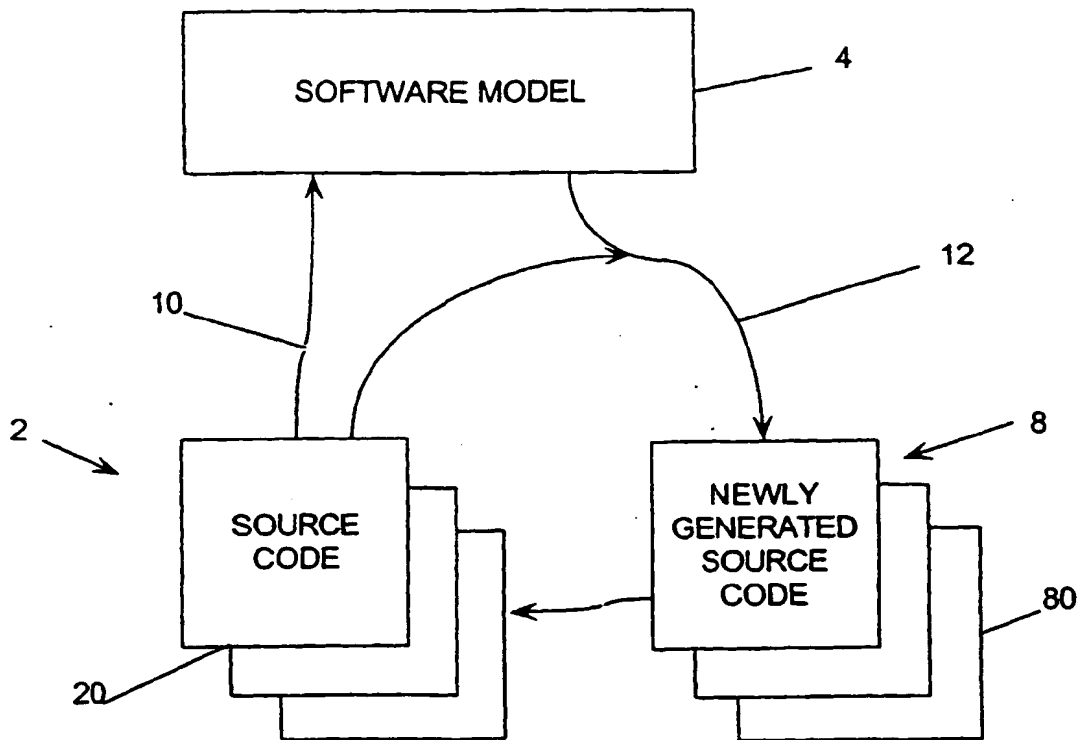 SOFTWARE MODEL
4
12
10
2
8
SOURCE
CODE
NEWLY
GENERATED
SOURCE
CODE
80
20